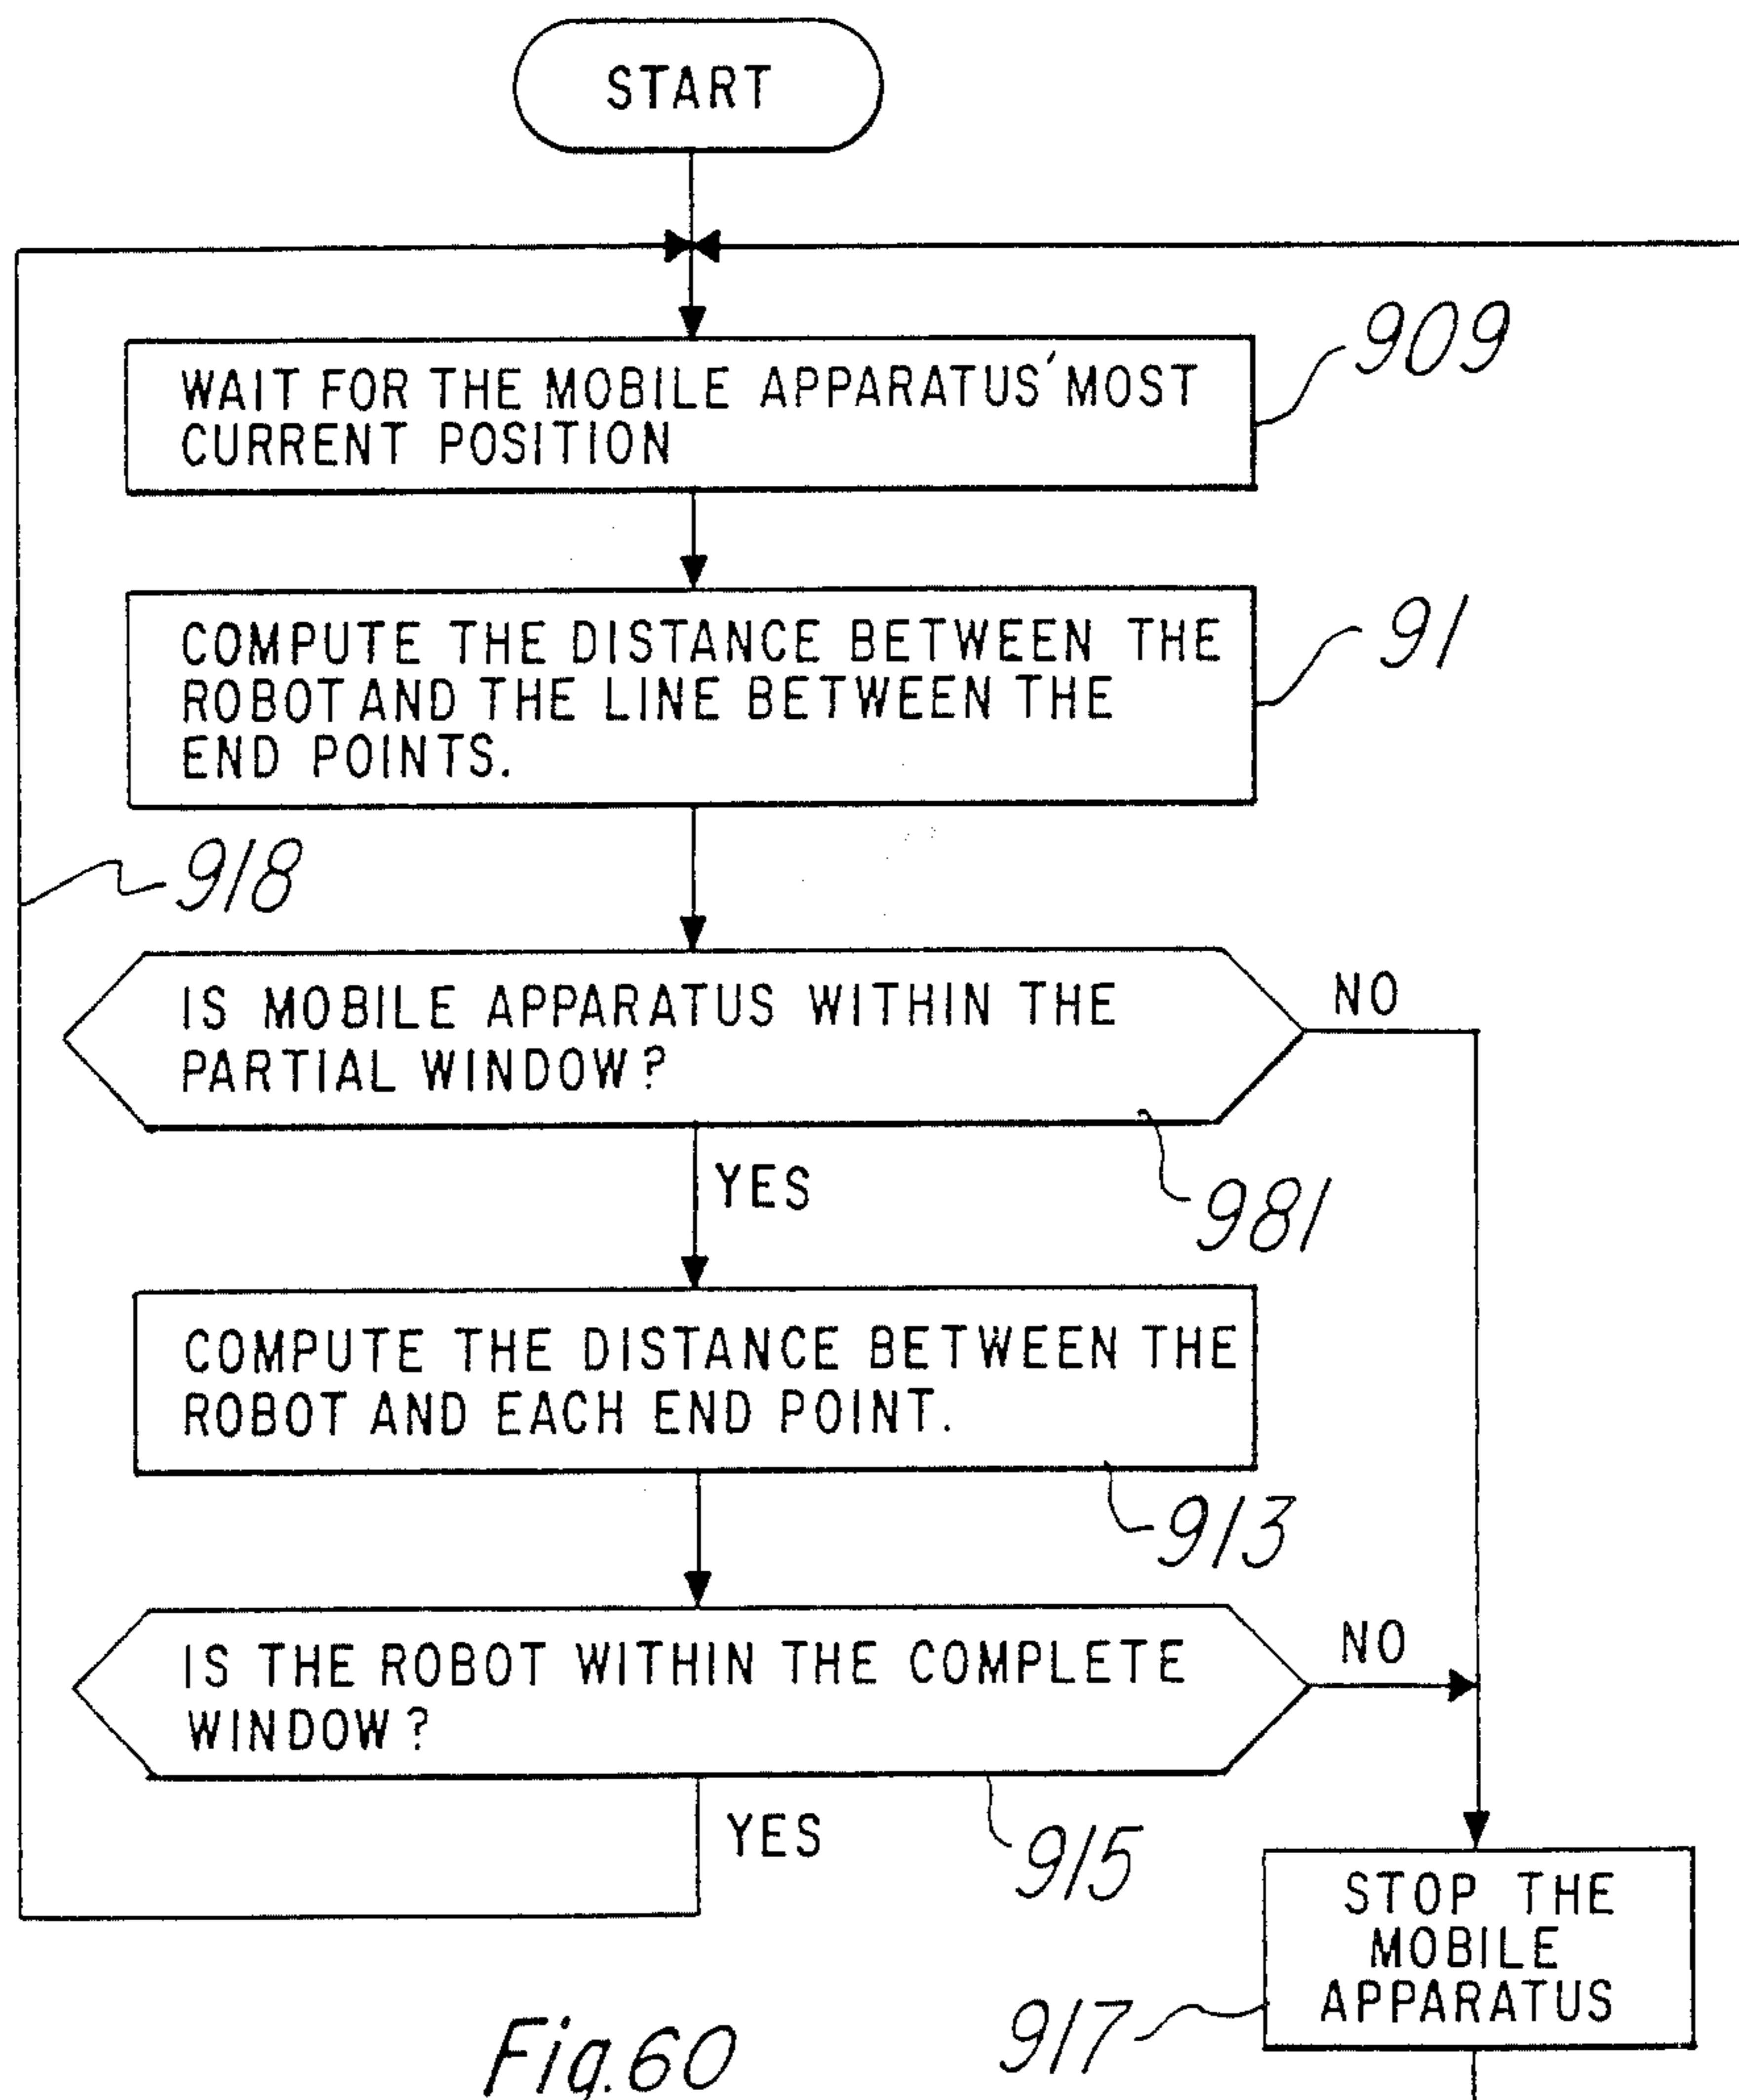 START
909
WAIT FOR THE MOBILE APPARATUS' MOST
CURRENT POSITION
91
COMPUTE THE DISTANCE BETWEEN THE
ROBOT AND THE LINE BETWEEN THE
END POINTS.
918
IS MOBILE APPARATUS WITHIN THE
PARTIAL WINDOW?
NO
YES
981
COMPUTE THE DISTANCE BETWEEN THE
ROBOT AND EACH END POINT.
913
IS THE ROBOT WITHIN THE COMPLETE
WINDOW?
NO
YES
915
STOP THE
MOBILE
APPARATUS
917
Fig.60